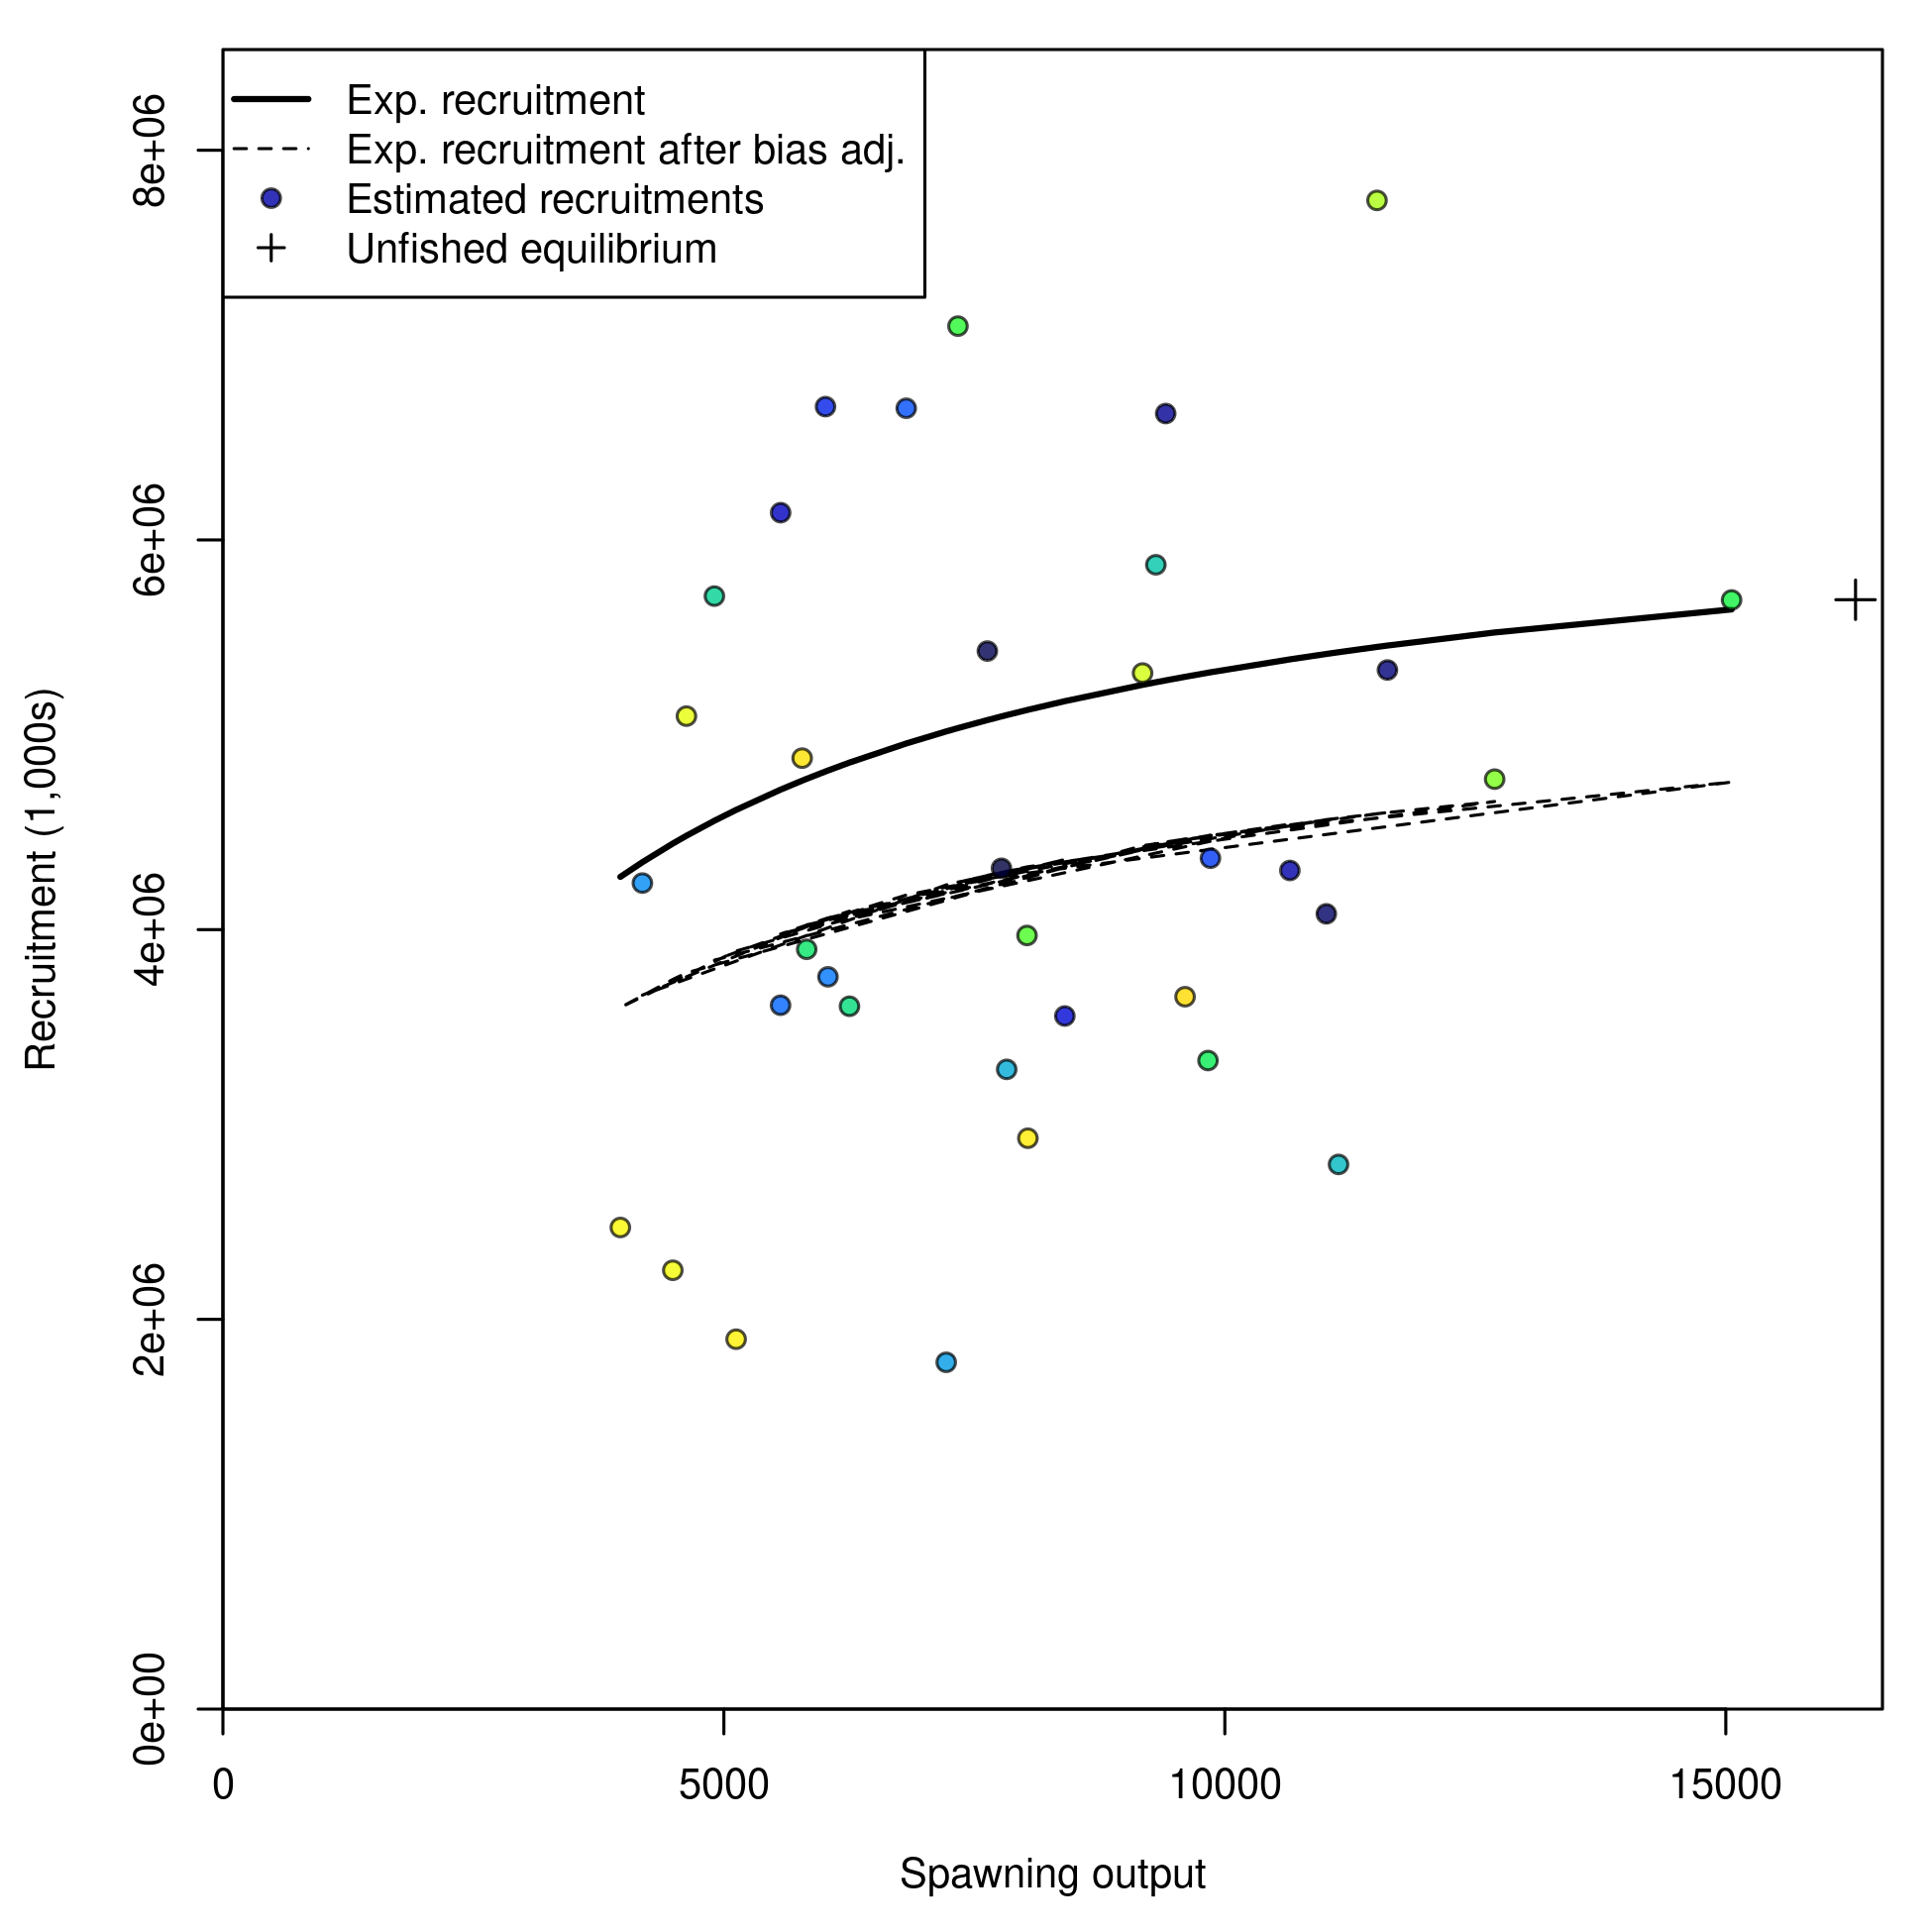 Exp. recruitment
Exp. recruitment after bias adj.
Estimated recruitments
Unfished equilibrium
8e+06
6e+06
4e+06
2e+06
0e+00
Recruitment (1,000s)
0 5000 10000 15000
Spawning output